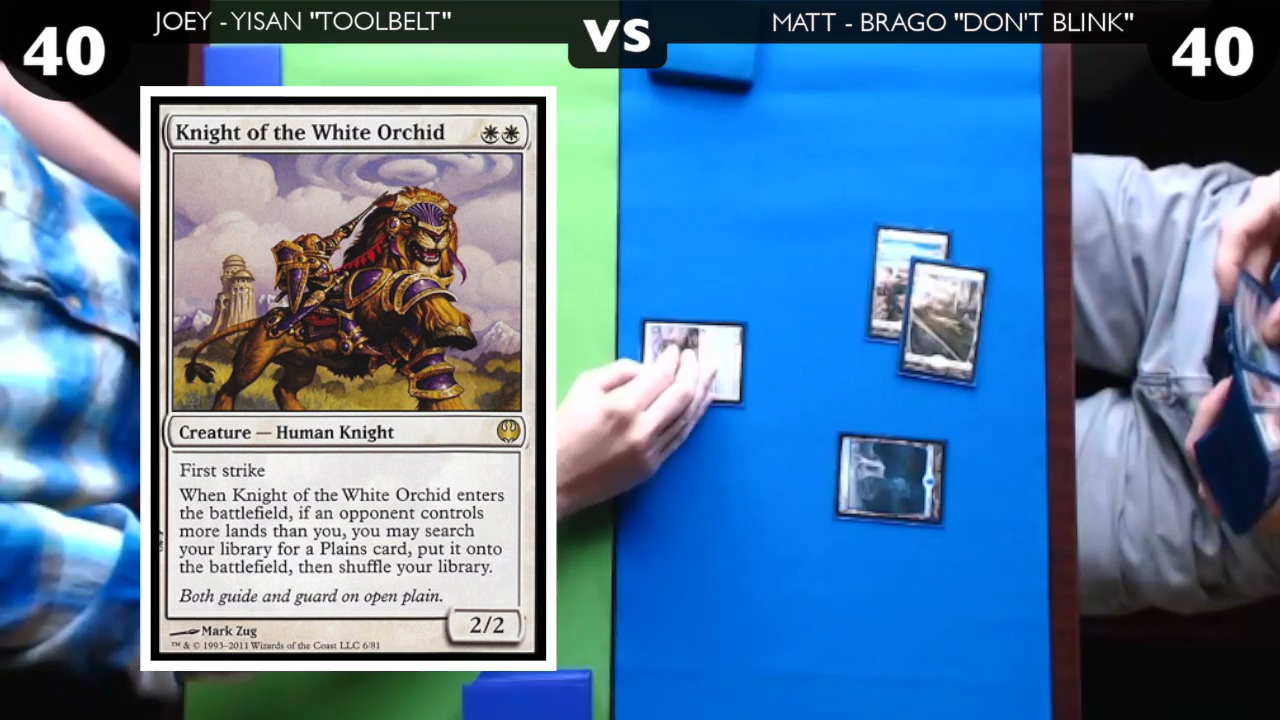 JOEY - YISAN "TOOLBELT"
VS
MATT - BRAGO "DON'T BLINK"
40
40
Knight of the White Orchid
Creature — Human Knight
First strike
When Knight of the White Orchid enters
the battlefield, if an opponent controls
more lands than you, you may search
your library for a Plains card, put it onto
the battlefield, then shuffle your library.
Both guide and guard on open plain.
2/2
Mark Zug
™ & © 1993–2011 Wizards of the Coast LLC 6/81